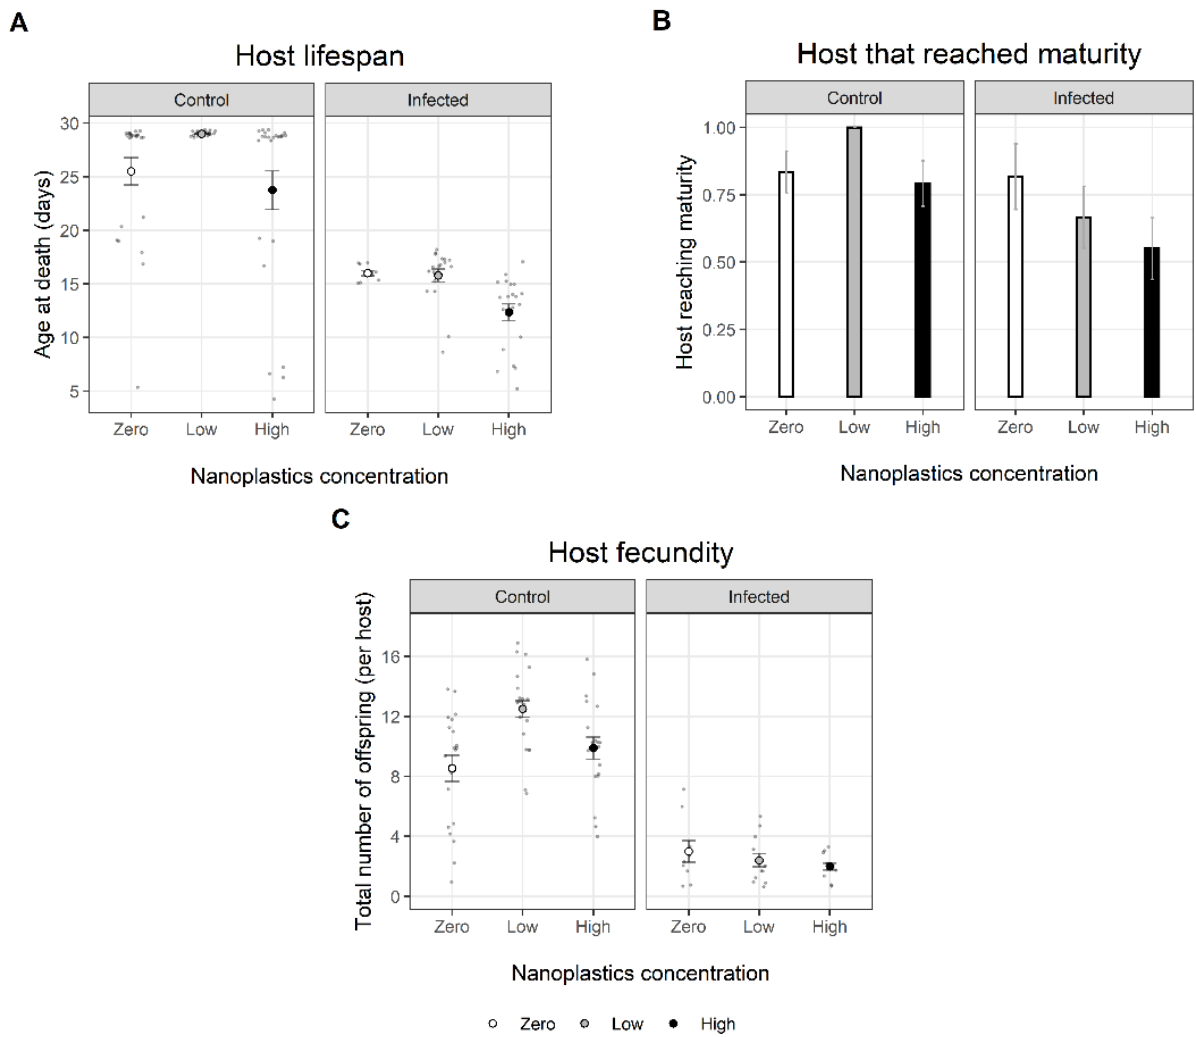 A
Host lifespan
Control
Infected
Age at death (days)
30
25
20
15
10
5
Zero
Low
High
Zero
Low
High
Nanoplastics concentration
B
Host that reached maturity
Control
Infected
Host reaching maturity
1.00
0.75
0.50
0.25
0.00
Zero
Low
High
Zero
Low
High
Nanoplastics concentration
C
Host fecundity
Control
Infected
Total number of offspring (per host)
16
12
8
4
0
Zero
Low
High
Zero
Low
High
Nanoplastics concentration
Zero
Low
High